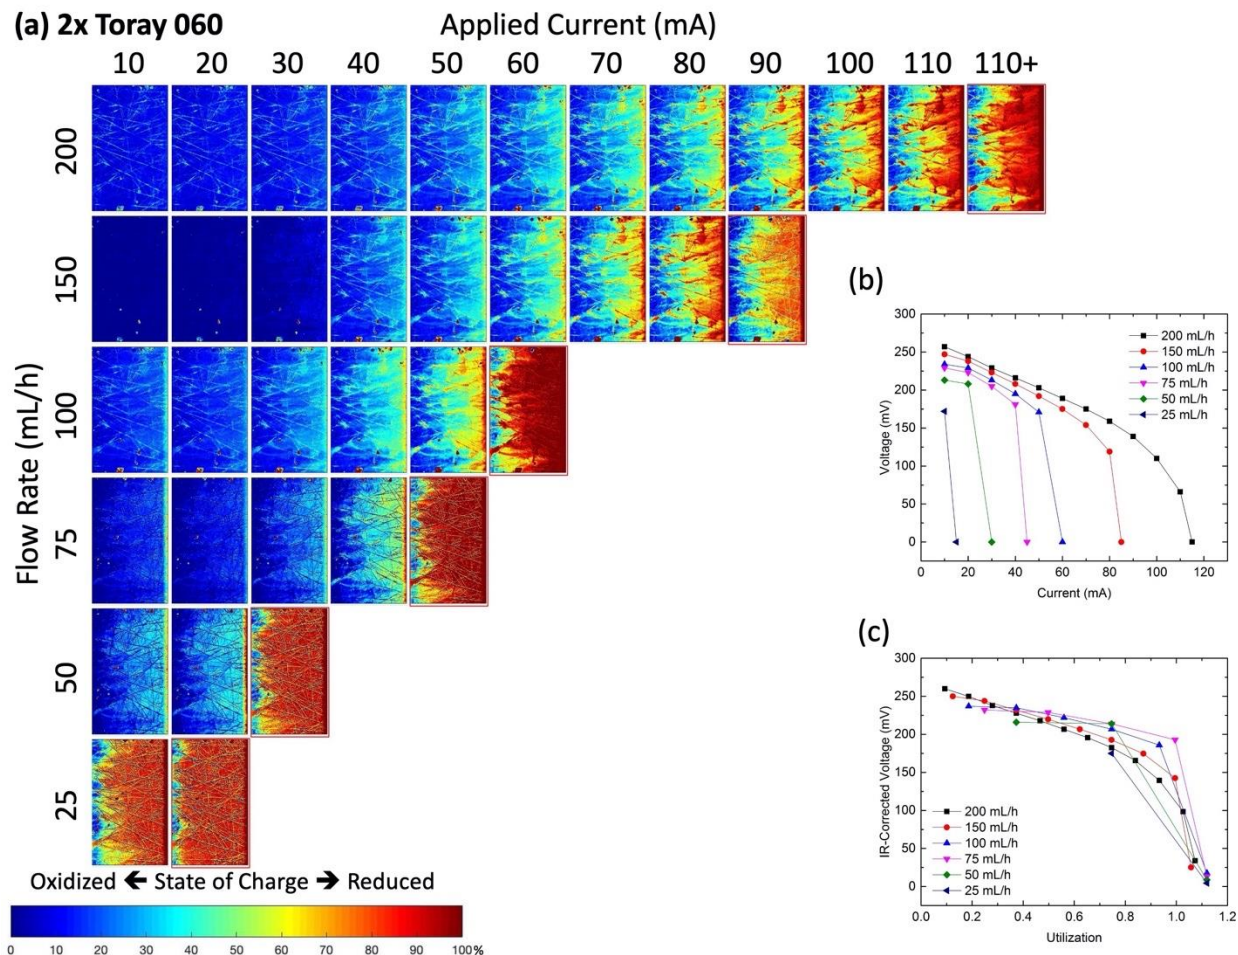 (a) 2x Toray 060
Applied Current (mA)
10 20 30 40 50 60 70 80 90 100 110 110+
Flow Rate (mL/h)
200
150
100
75
50
25
Oxidized ← State of Charge → Reduced
0 10 20 30 40 50 60 70 80 90 100%
(b)
300
250
200
150
100
50
0
Voltage (mV)
200 mL/h
150 mL/h
100 mL/h
75 mL/h
50 mL/h
25 mL/h
0 20 40 60 80 100 120
Current (mA)
(c)
300
250
200
150
100
50
0
IR-Corrected Voltage (mV)
200 mL/h
150 mL/h
100 mL/h
75 mL/h
50 mL/h
25 mL/h
0.0 0.2 0.4 0.6 0.8 1.0 1.2
Utilization